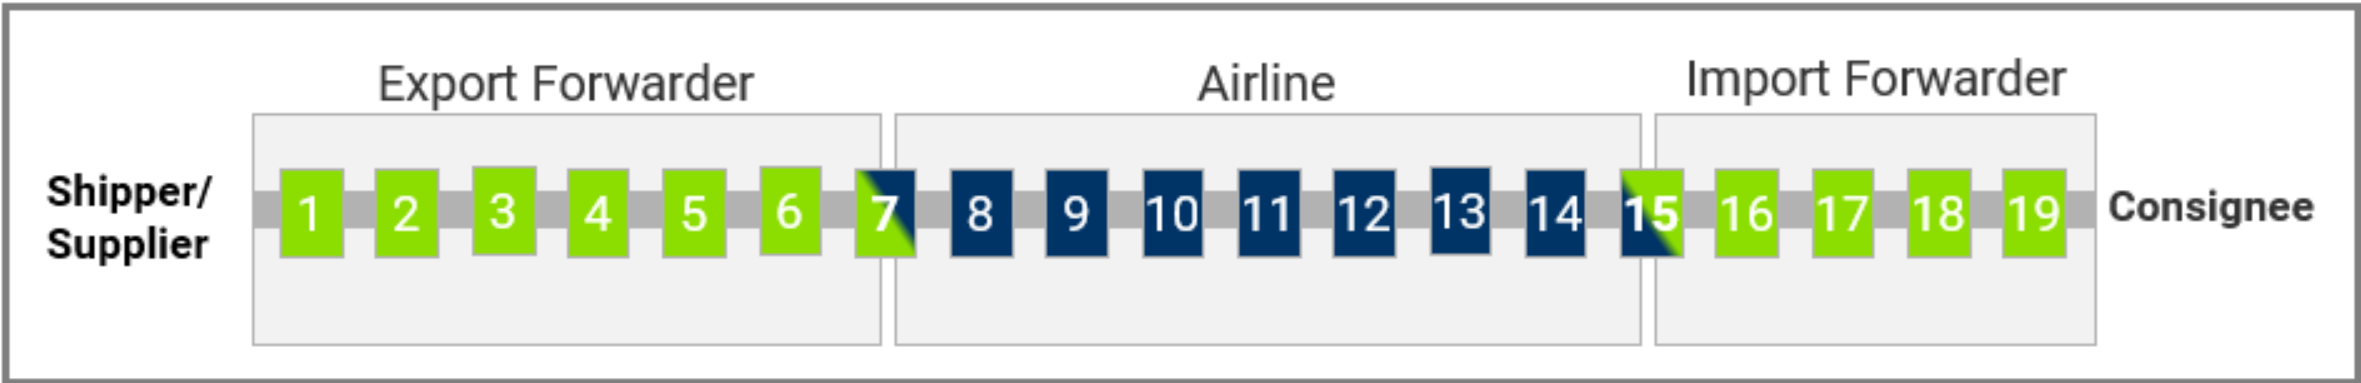 Export Forwarder
Airline
Import Forwarder
Shipper/
Supplier
1 2 3 4 5 6 7 8 9 10 11 12 13 14 15 16 17 18 19
Consignee